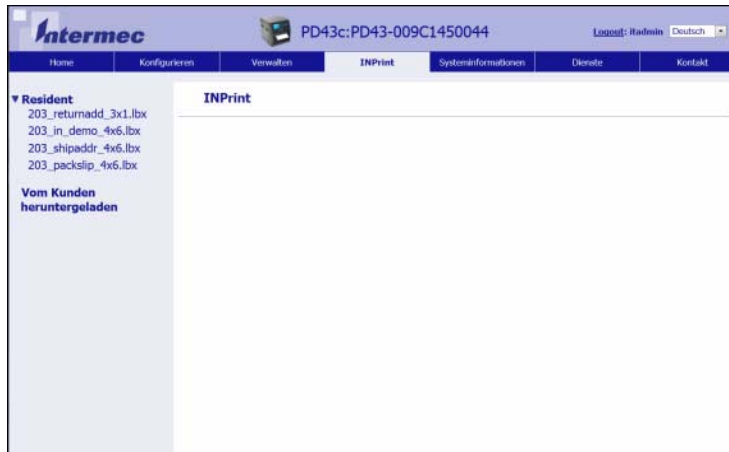 Intermec
PD43c:PD43-009C1450044
Logout: itadmin Deutsch
Home Konfigurieren Verwalten INPrint Systeminformationen Dienste Kontakt
Resident
203_returnadd_3x1.lbx
203_in_demo_4x6.lbx
203_shipaddr_4x6.lbx
203_packslip_4x6.lbx
Vom Kunden
heruntergeladen
INPrint